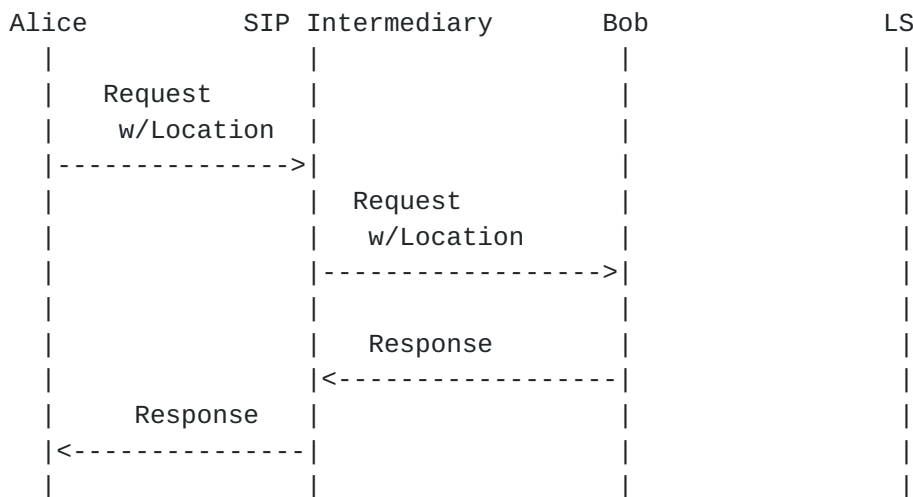 Alice          SIP Intermediary       Bob                 LS
Request
w/Location
Request
w/Location
Response
Response